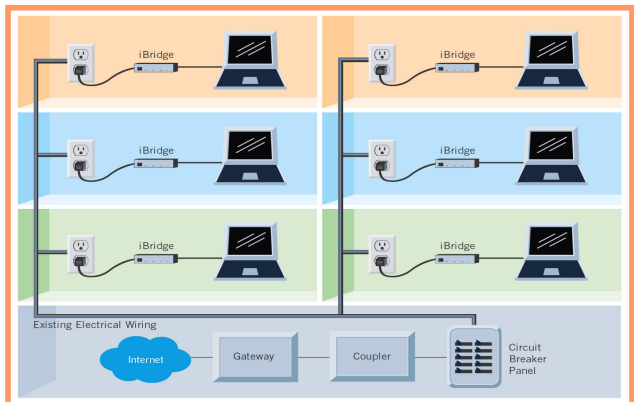 iBridge
iBridge
iBridge
iBridge
iBridge
iBridge
Existing Electrical Wiring
Internet
Gateway
Coupler
Circuit
Breaker
Panel